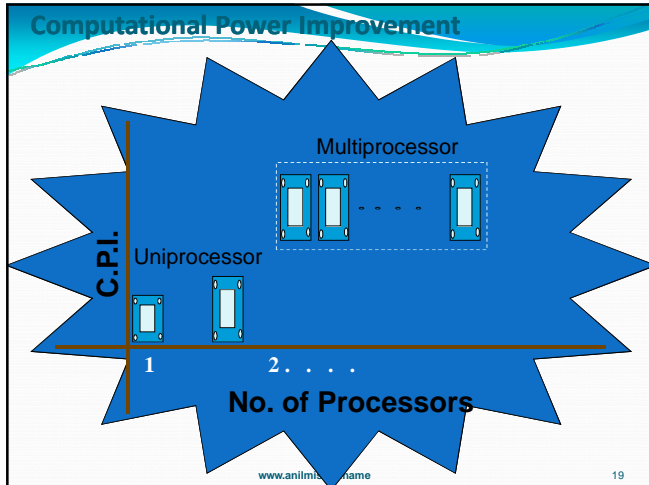 Computational Power Improvement
Multiprocessor
C.P.I.
Uniprocessor
1 2 . . . .
No. of Processors
19